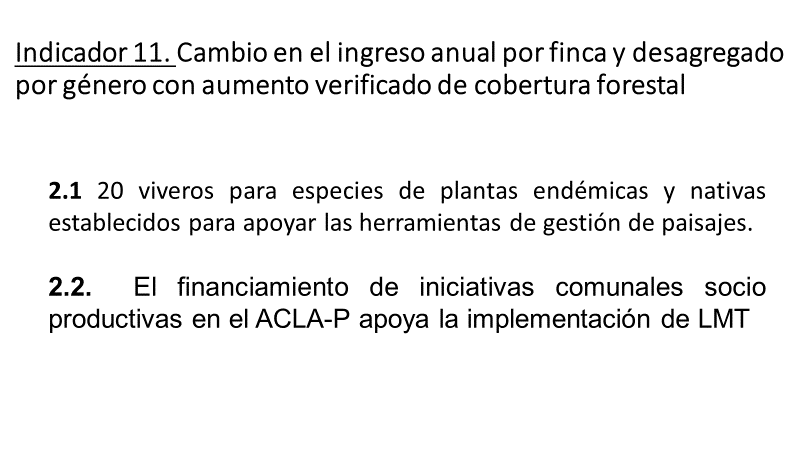 Indicador 11. Cambio en el ingreso anual por finca y desagregado
por género con aumento verificado de cobertura forestal
2.1 20 viveros para especies de plantas endémicas y nativas
establecidos para apoyar las herramientas de gestión de paisajes.
2.2. El financiamiento de iniciativas comunales socio
productivas en el ACLA-P apoya la implementación de LMT